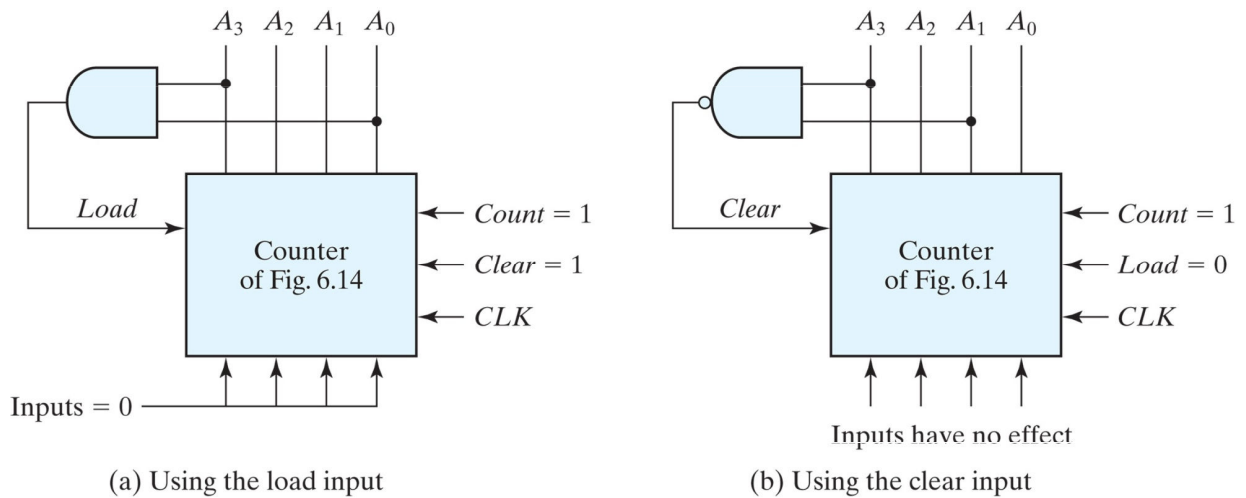 A3 A2 A1 A0
Load
Counter
of Fig. 6.14
Count = 1
Clear = 1
CLK
Inputs = 0
(a) Using the load input
A3 A2 A1 A0
Clear
Counter
of Fig. 6.14
Count = 1
Load = 0
CLK
Inputs have no effect
(b) Using the clear input